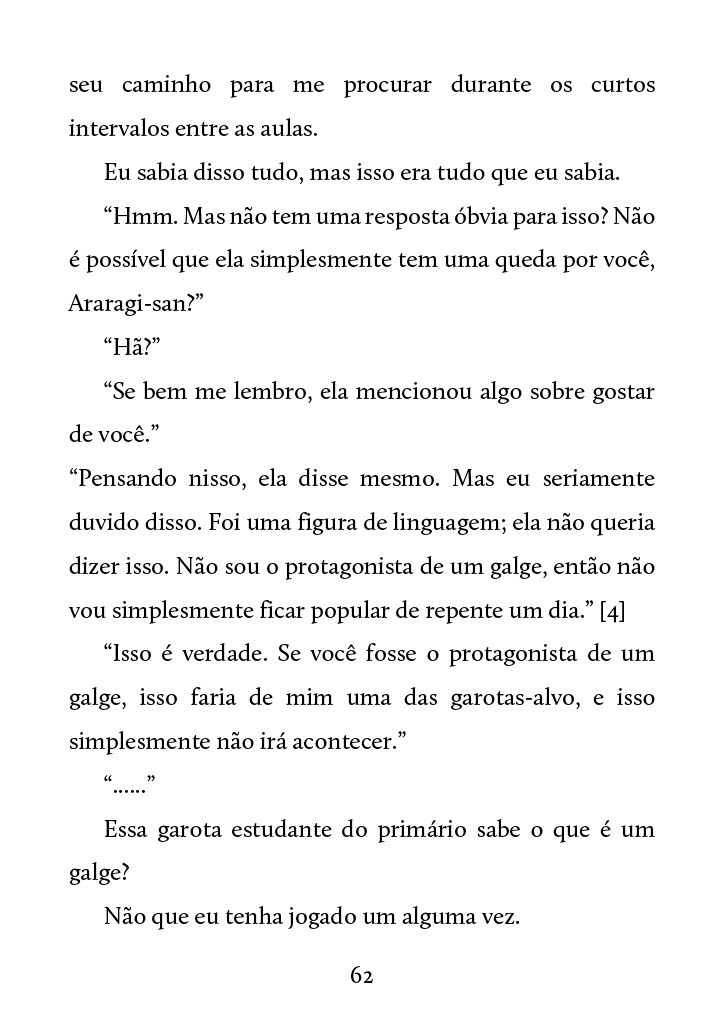 seu caminho para me procurar durante os curtos
intervalos entre as aulas.
Eu sabia disso tudo, mas isso era tudo que eu sabia.
“Hmm. Mas não tem uma resposta óbvia para isso? Não
é possível que ela simplesmente tem uma queda por você,
Araragi-san?”
“Hã?”
“Se bem me lembro, ela mencionou algo sobre gostar
de você.”
“Pensando nisso, ela disse mesmo. Mas eu seriamente
duvido disso. Foi uma figura de linguagem; ela não queria
dizer isso. Não sou o protagonista de um galge, então não
vou simplesmente ficar popular de repente um dia.” [4]
“Isso é verdade. Se você fosse o protagonista de um
galge, isso faria de mim uma das garotas-alvo, e isso
simplesmente não irá acontecer.”
“......”
Essa garota estudante do primário sabe o que é um
galge?
Não que eu tenha jogado um alguma vez.
62